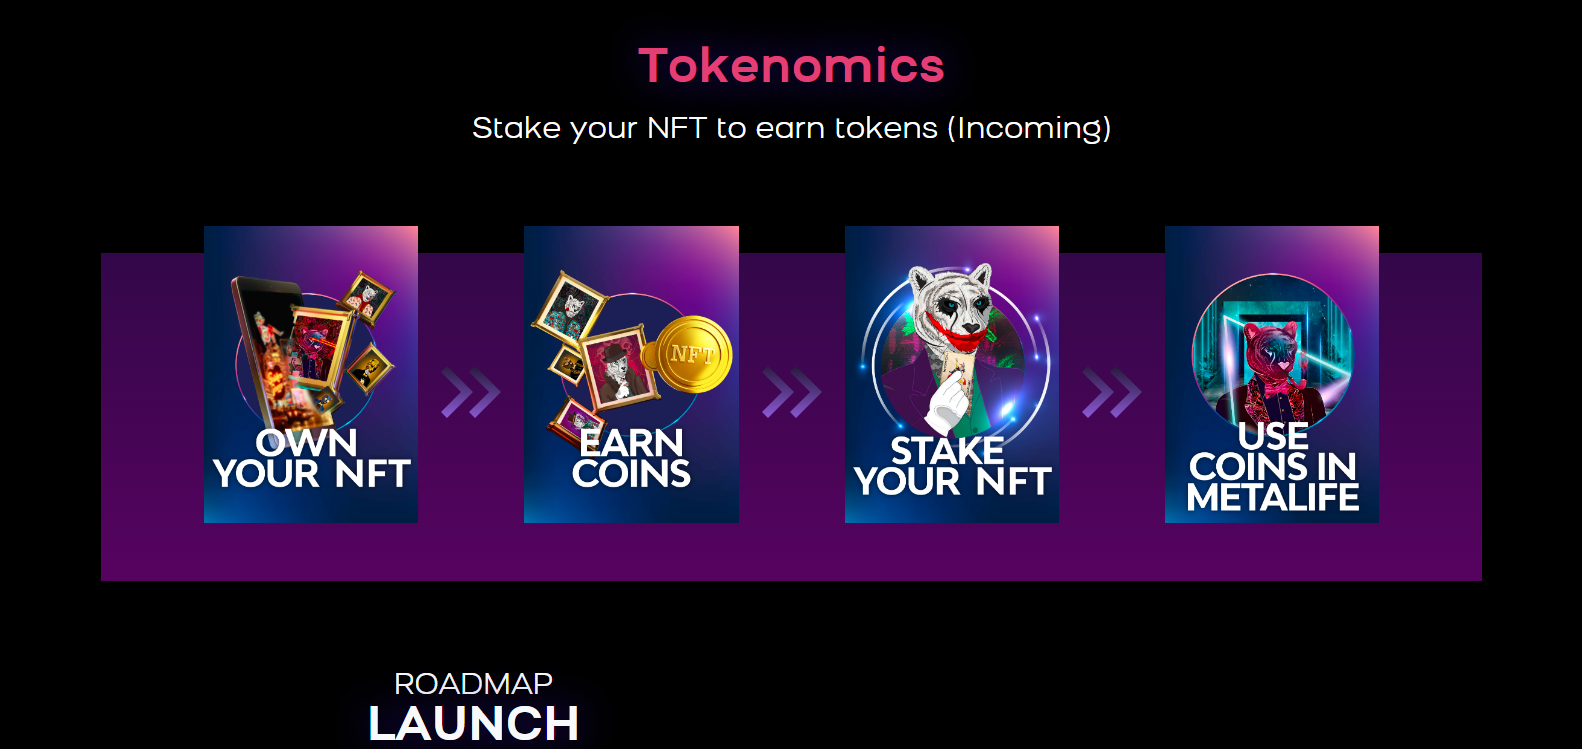 Tokenomics
Stake your NFT to earn tokens (Incoming)
OWN
YOUR NFT
EARN
COINS
NFT
STAKE
YOUR NFT
USE
COINS IN
METALIFE
ROADMAP
LAUNCH